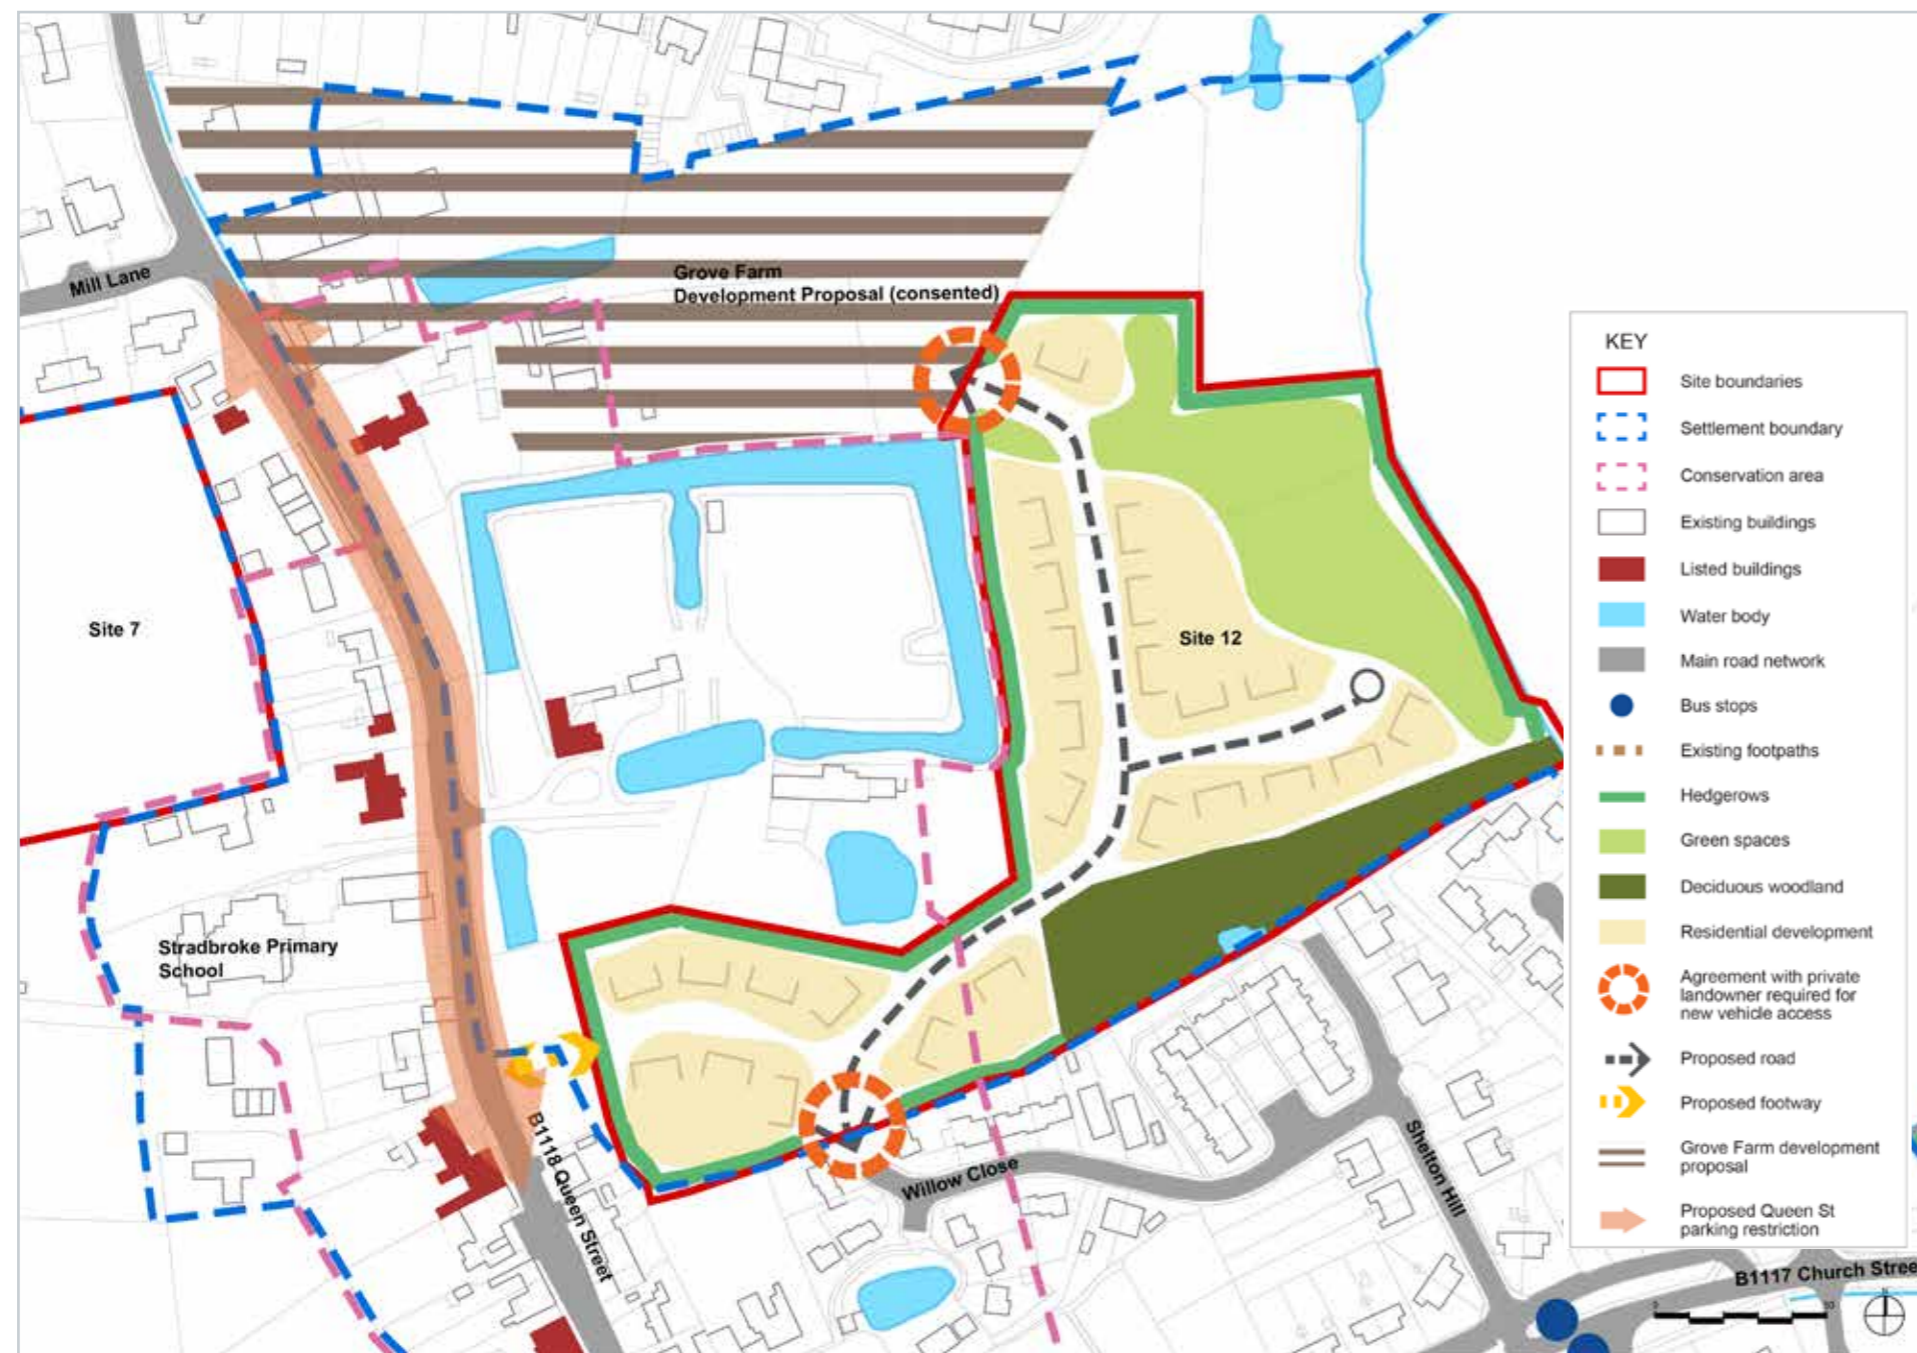 Mill Lane
Grove Farm
Development Proposal (consented)
Site 7
Site 12
Stradbroke Primary
School
B1118 Queen Street
Willow Close
Shelton Hill
B1117 Church Stree
KEY
Site boundaries
Settlement boundary
Conservation area
Existing buildings
Listed buildings
Water body
Main road network
Bus stops
Existing footpaths
Hedgerows
Green spaces
Deciduous woodland
Residential development
Agreement with private
landowner required for
new vehicle access
Proposed road
Proposed footway
Grove Farm development
proposal
Proposed Queen St
parking restriction
0
50
N